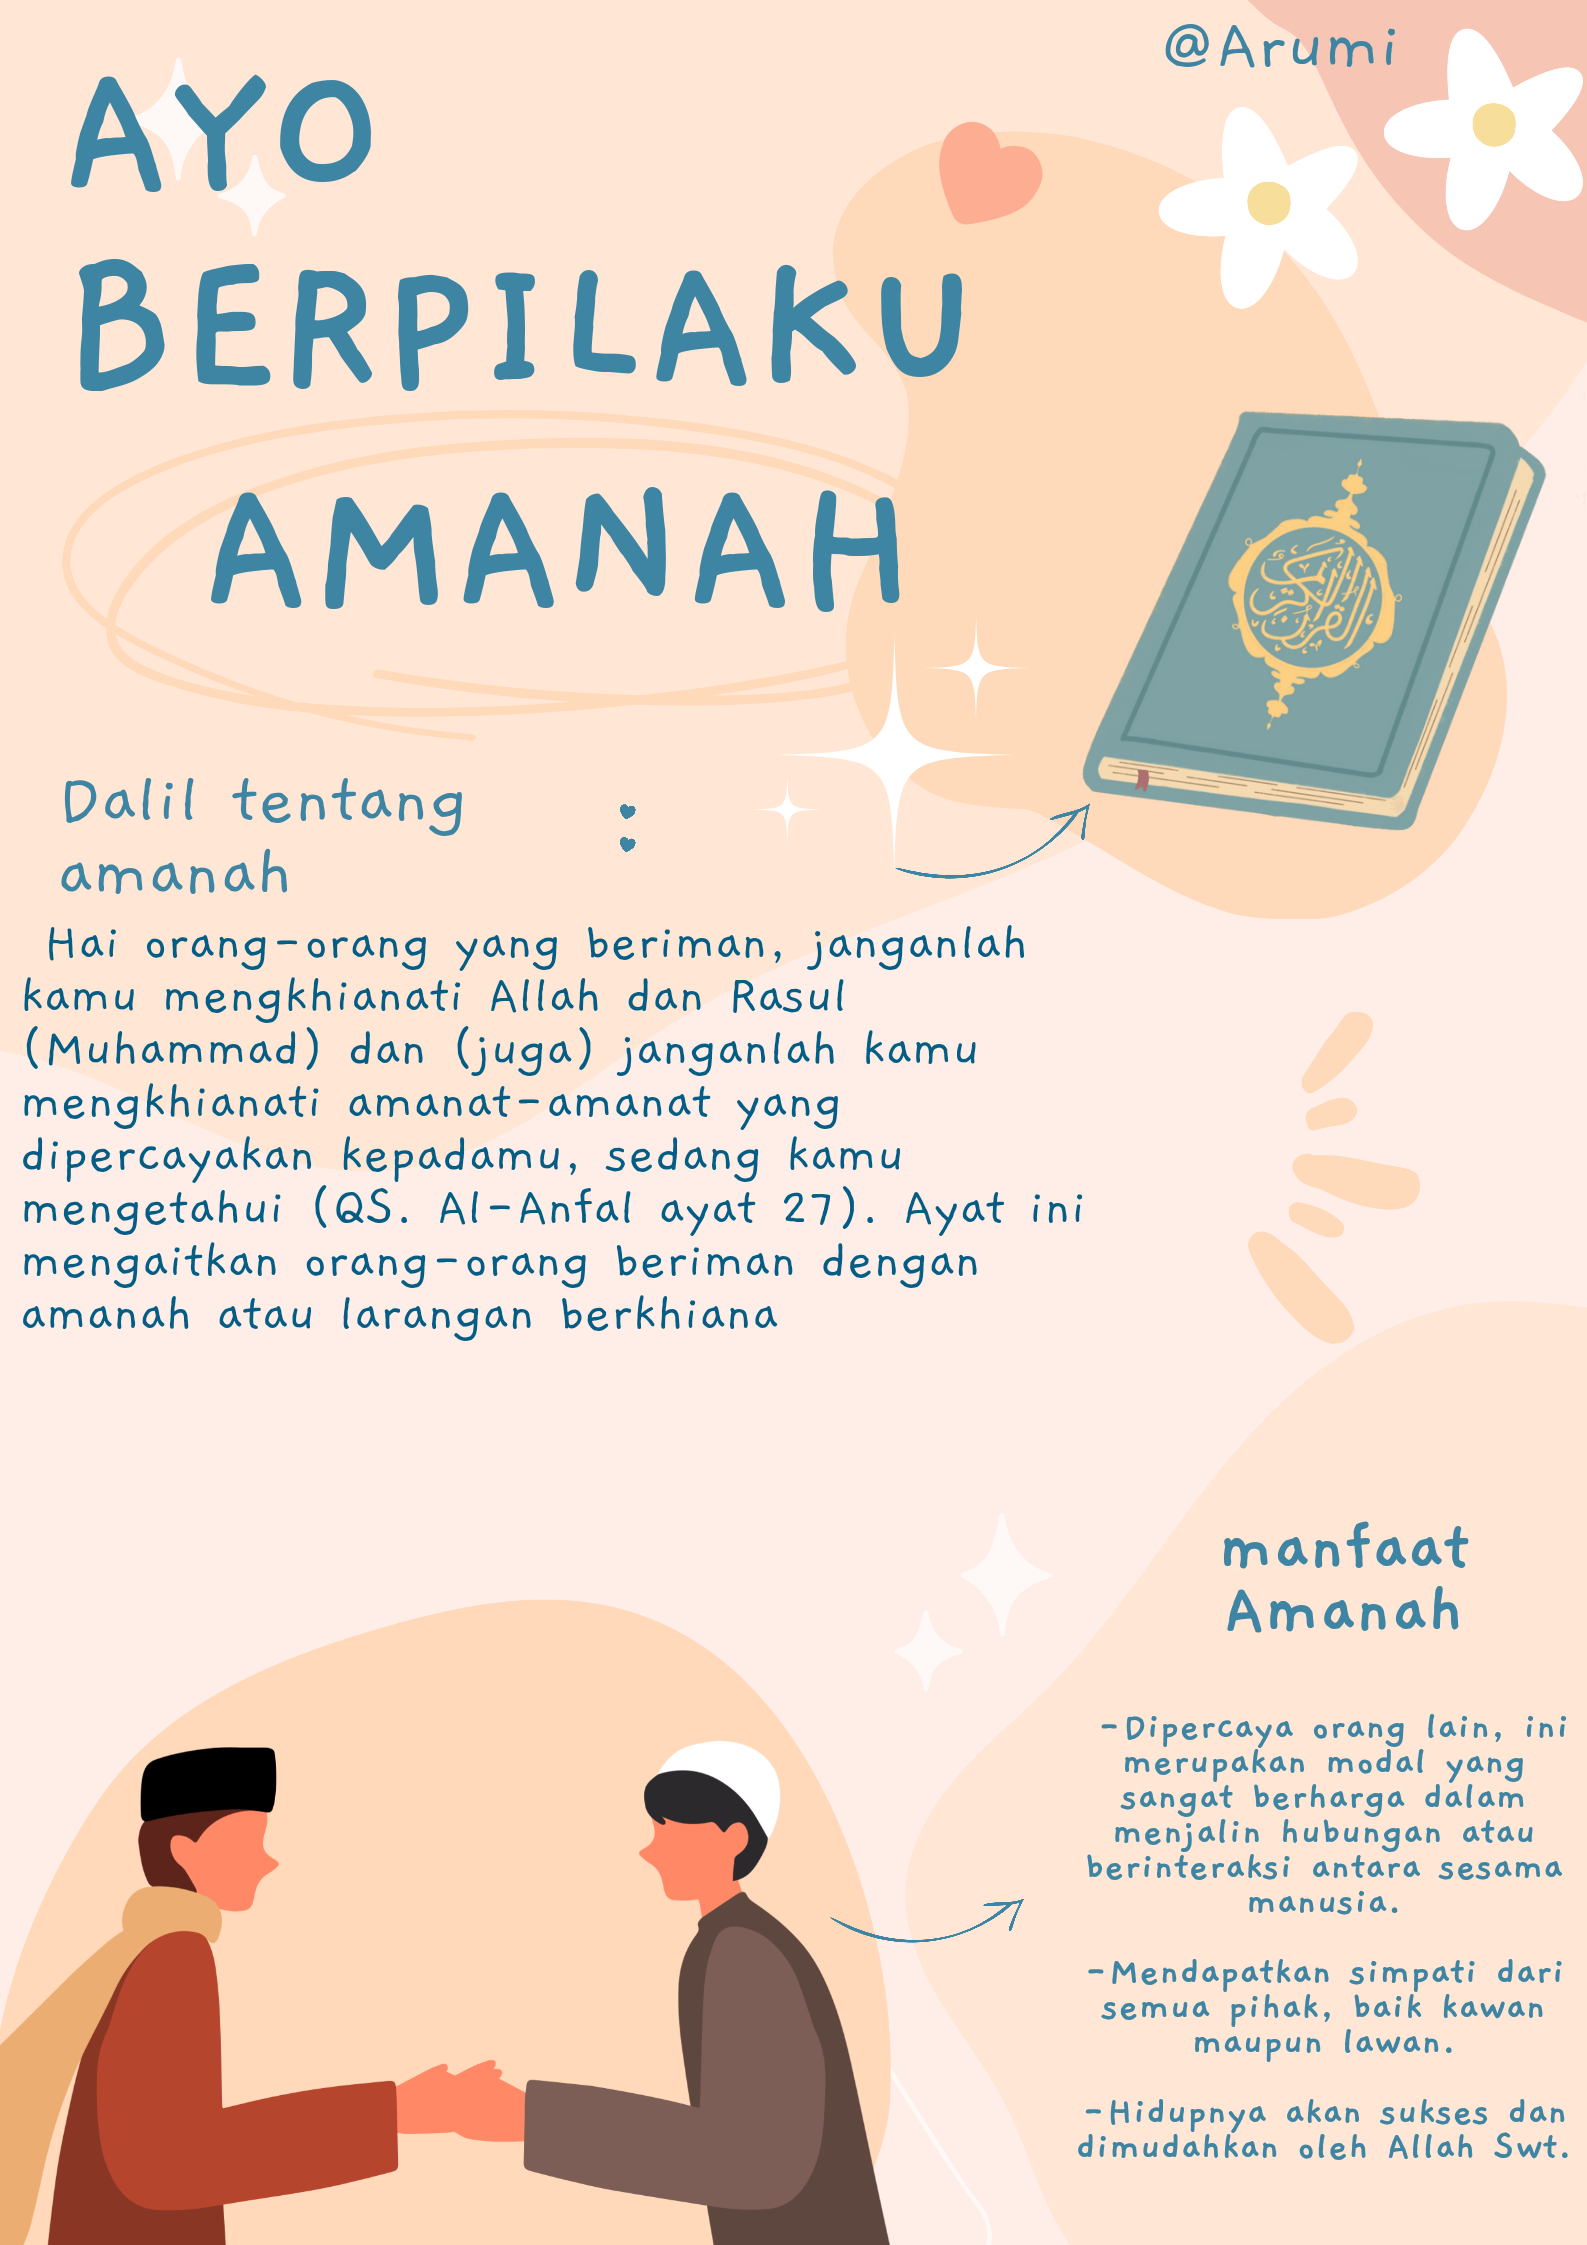 @Arumi
AYO
BERPILAKU
AMANAH
القرآن الكريم
Dalil tentang :
amanah
Hai orang-orang yang beriman, janganlah
kamu mengkhianati Allah dan Rasul
(Muhammad) dan (juga) janganlah kamu
mengkhianati amanat-amanat yang
dipercayakan kepadamu, sedang kamu
mengetahui (QS. Al-Anfal ayat 27). Ayat ini
mengaitkan orang-orang beriman dengan
amanah atau larangan berkhiana
manfaat
Amanah
-Dipercaya orang lain, ini
merupakan modal yang
sangat berharga dalam
menjalin hubungan atau
berinteraksi antara sesama
manusia.
-Mendapatkan simpati dari
semua pihak, baik kawan
maupun lawan.
-Hidupnya akan sukses dan
dimudahkan oleh Allah Swt.